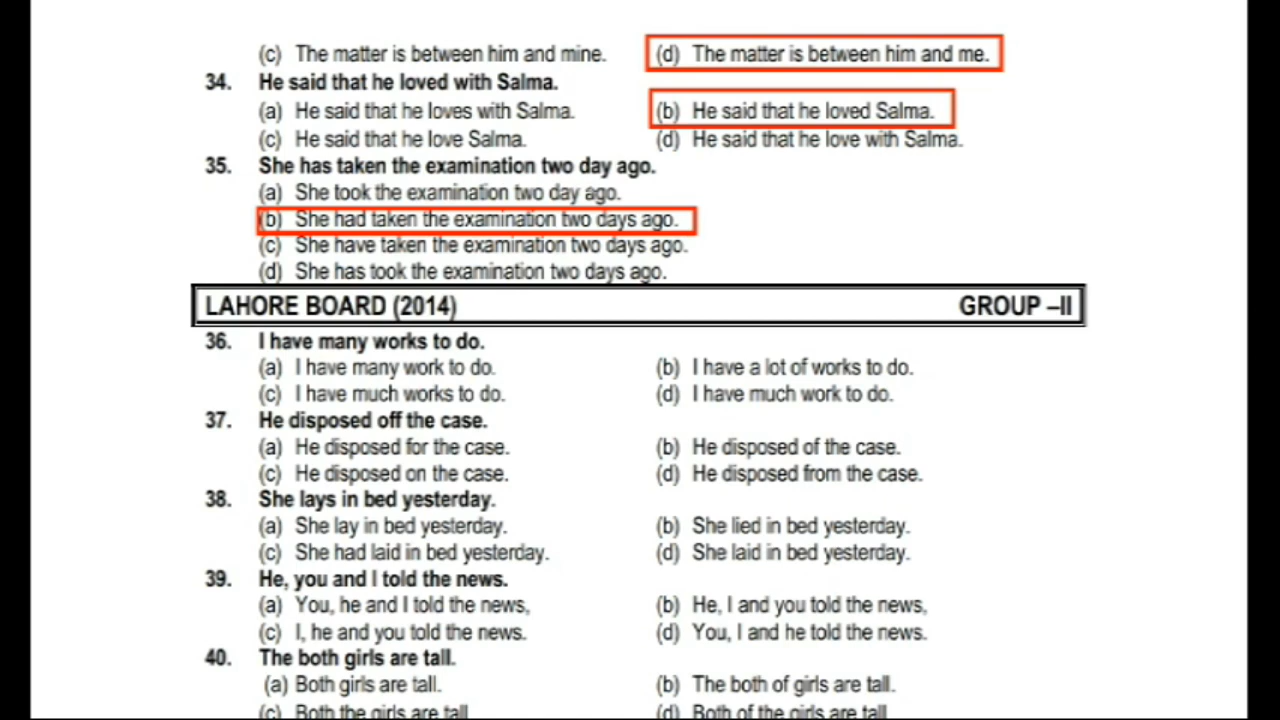 (c) The matter is between him and mine. (d) The matter is between him and me.
34. He said that he loved with Salma.
(a) He said that he loves with Salma. (b) He said that he loved Salma.
(c) He said that he love Salma. (d) He said that he love with Salma.
35. She has taken the examination two day ago.
(a) She took the examination two day ago.
(b) She had taken the examination two days ago.
(c) She have taken the examination two days ago.
(d) She has took the examination two days ago.
LAHORE BOARD (2014) GROUP –II
36. I have many works to do.
(a) I have many work to do. (b) I have a lot of works to do.
(c) I have much works to do. (d) I have much work to do.
37. He disposed off the case.
(a) He disposed for the case. (b) He disposed of the case.
(c) He disposed on the case. (d) He disposed from the case.
38. She lays in bed yesterday.
(a) She lay in bed yesterday. (b) She lied in bed yesterday.
(c) She had laid in bed yesterday. (d) She laid in bed yesterday.
39. He, you and I told the news.
(a) You, he and I told the news, (b) He, I and you told the news,
(c) I, he and you told the news. (d) You, I and he told the news.
40. The both girls are tall.
(a) Both girls are tall. (b) The both of girls are tall.
(c) Both the girls are tall (d) Both of the girls are tall